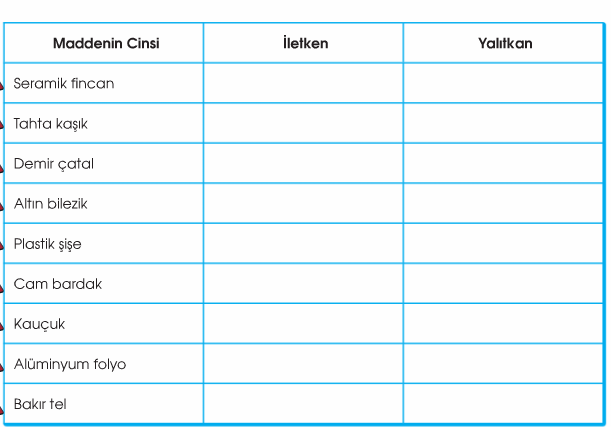 Maddenin Cinsi İletken Yalıtkan
Seramik fincan
Tahta kaşık
Demir çatal
Altın bilezik
Plastik şişe
Cam bardak
Kauçuk
Alüminyum folyo
Bakır tel